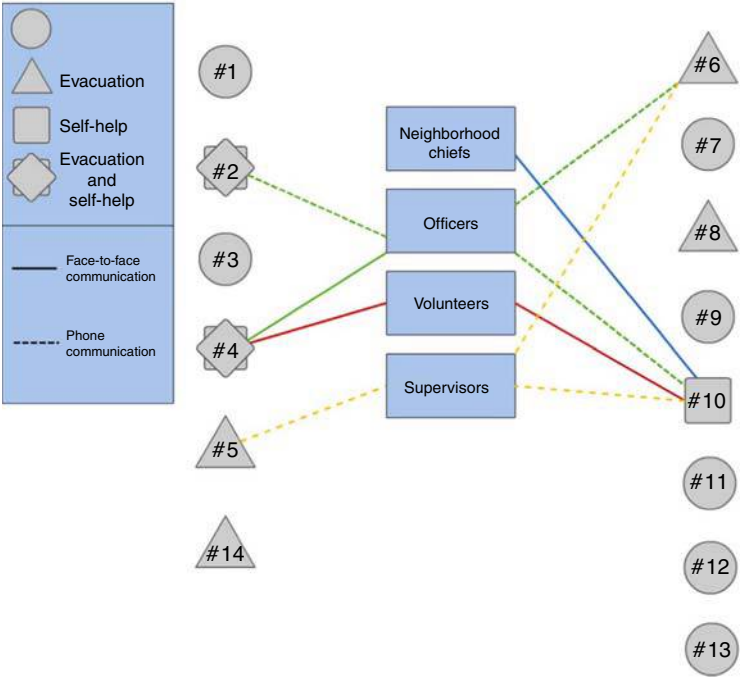 Evacuation
Self-help
Evacuation
and
self-help
Face-to-face
communication
Phone
communication
#1
#2
#3
#4
#5
#14
Neighborhood
chiefs
Officers
Volunteers
Supervisors
#6
#7
#8
#9
#10
#11
#12
#13